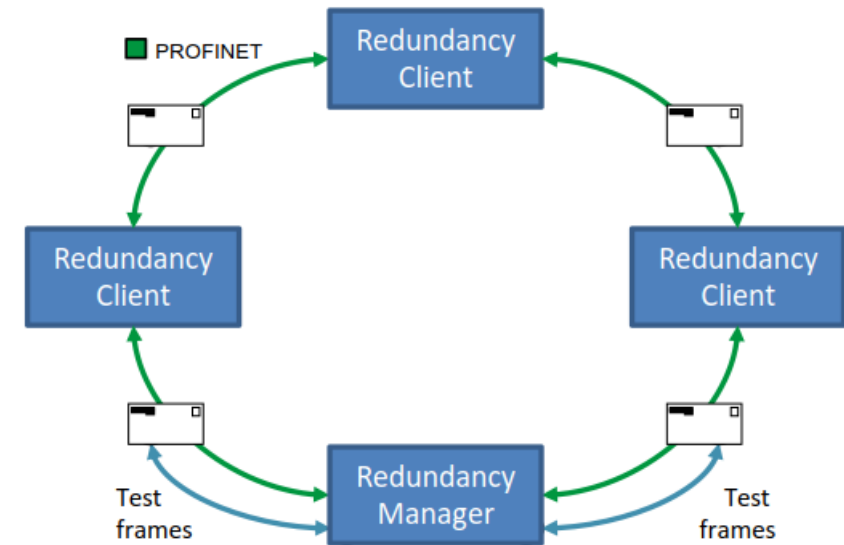 PROFINET
Redundancy
Client
Redundancy
Client
Redundancy
Client
Redundancy
Manager
Test
frames
Test
frames